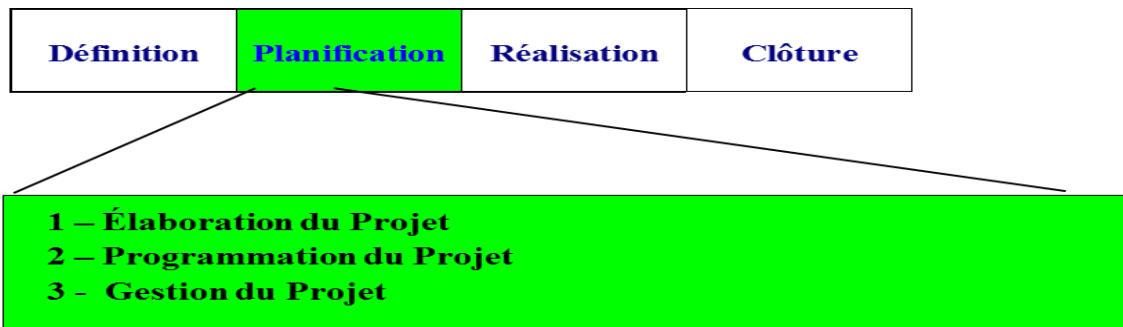 Définition Planification Réalisation Clôture
1 – Élaboration du Projet
2 – Programmation du Projet
3 - Gestion du Projet